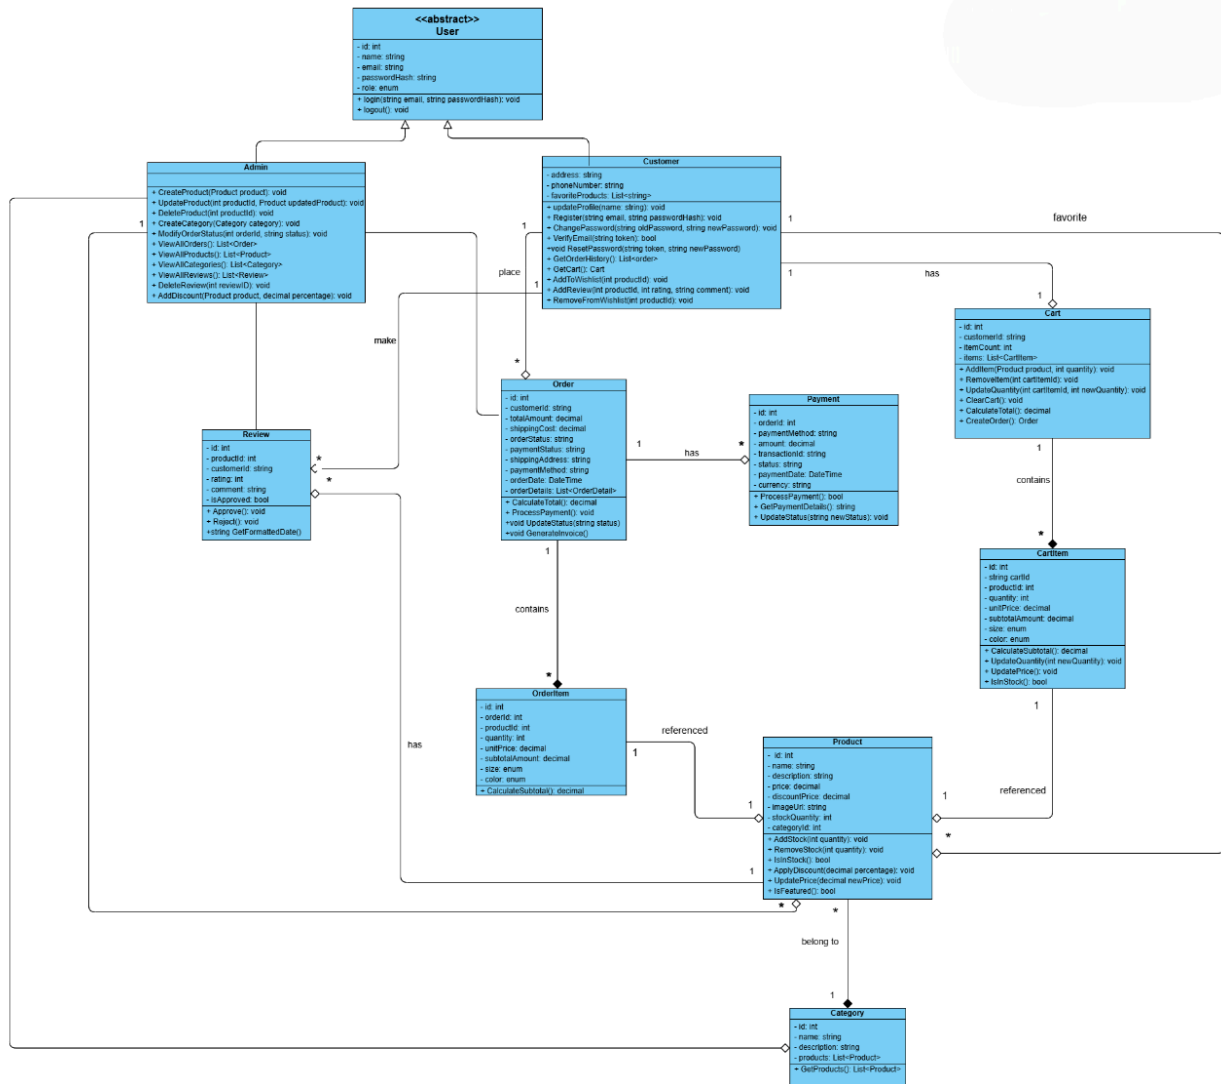 <<abstract>>
User
- id: int
- name: string
- email: string
- passwordHash: string
- role: enum
+ login(string email, string passwordHash): void
+ logout(): void
Admin
+ CreateProduct(Product product): void
+ UpdateProduct(int productId, Product updatedProduct): void
+ DeleteProduct(int productId): void
+ CreateCategory(Category category): void
+ ModifyOrderStatus(int orderId, string status): void
+ ViewAllOrders(): List<Order>
+ ViewAllProducts(): List<Product>
+ ViewAllCategories(): List<Category>
+ ViewAllReviews(): List<Review>
+ DeleteReview(int reviewID): void
+ AddDiscount(Product product, decimal percentage): void
1
Customer
- address: string
- phoneNumber: string
- favoriteProducts: List<string>
+ updateProfile(name: string): void
+ Register(string email, string passwordHash): void
+ ChangePassword(string oldPassword, string newPassword): void
+ VerifyEmail(string token): bool
+void ResetPassword(string token, string newPassword)
+ GetOrderHistory(): List<order>
+ GetCart(): Cart
+ AddToWishlist(int productId): void
+ AddReview(int productId, int rating, string comment): void
+ RemoveFromWishlist(int productId): void
1
favorite
1
place
1
has
1
1
make
*
1
Cart
- id: int
- customerId: string
- itemCount: int
- items: List<CartItem>
+ AddItem(Product product, int quantity): void
+ RemoveItem(int cartItemId): void
+ UpdateQuantity(int cartItemId, int newQuantity): void
+ ClearCart(): void
+ CalculateTotal(): decimal
+ CreateOrder(): Order
Order
- id: int
- customerId: string
- totalAmount: decimal
- shippingCost: decimal
- orderStatus: string
- paymentStatus: string
- shippingAddress: string
- paymentMethod: string
- orderDate: DateTime
- orderDetails: List<OrderDetail>
+ CalculateTotal(): decimal
+ ProcessPayment(): void
+void UpdateStatus(string status)
+void GenerateInvoice()
1
has
*
Payment
- id: int
- orderId: int
- paymentMethod: string
- amount: decimal
- transactionId: string
- status: string
- paymentDate: DateTime
- currency: string
+ ProcessPayment(): bool
+ GetPaymentDetails(): string
+ UpdateStatus(string newStatus): void
Review
- id: int
- productId: int
- customerId: string
- rating: int
- comment: string
- isApproved: bool
+ Approve(): void
+ Reject(): void
+string GetFormattedDate()
*
*
1
contains
*
1
contains
*
CartItem
- id: int
- string cartId
- productId: int
- quantity: int
- unitPrice: decimal
- subtotalAmount: decimal
- size: enum
- color: enum
+ CalculateSubtotal(): decimal
+ UpdateQuantity(int newQuantity): void
+ UpdatePrice(): void
+ IsInStock(): bool
OrderItem
- id: int
- orderId: int
- productId: int
- quantity: int
- unitPrice: decimal
- subtotalAmount: decimal
- size: enum
- color: enum
+ CalculateSubtotal(): decimal
1
referenced
1
1
referenced
1
*
has
1
Product
- id: int
- name: string
- description: string
- price: decimal
- discountPrice: decimal
- imageUrl: string
- stockQuantity: int
- categoryId: int
+ AddStock(int quantity): void
+ RemoveStock(int quantity): void
+ IsInStock(): bool
+ ApplyDiscount(decimal percentage): void
+ UpdatePrice(decimal newPrice): void
+ IsFeatured(): bool
*
*
belong to
1
Category
- id: int
- name: string
- description: string
- products: List<Product>
+ GetProducts(): List<Product>